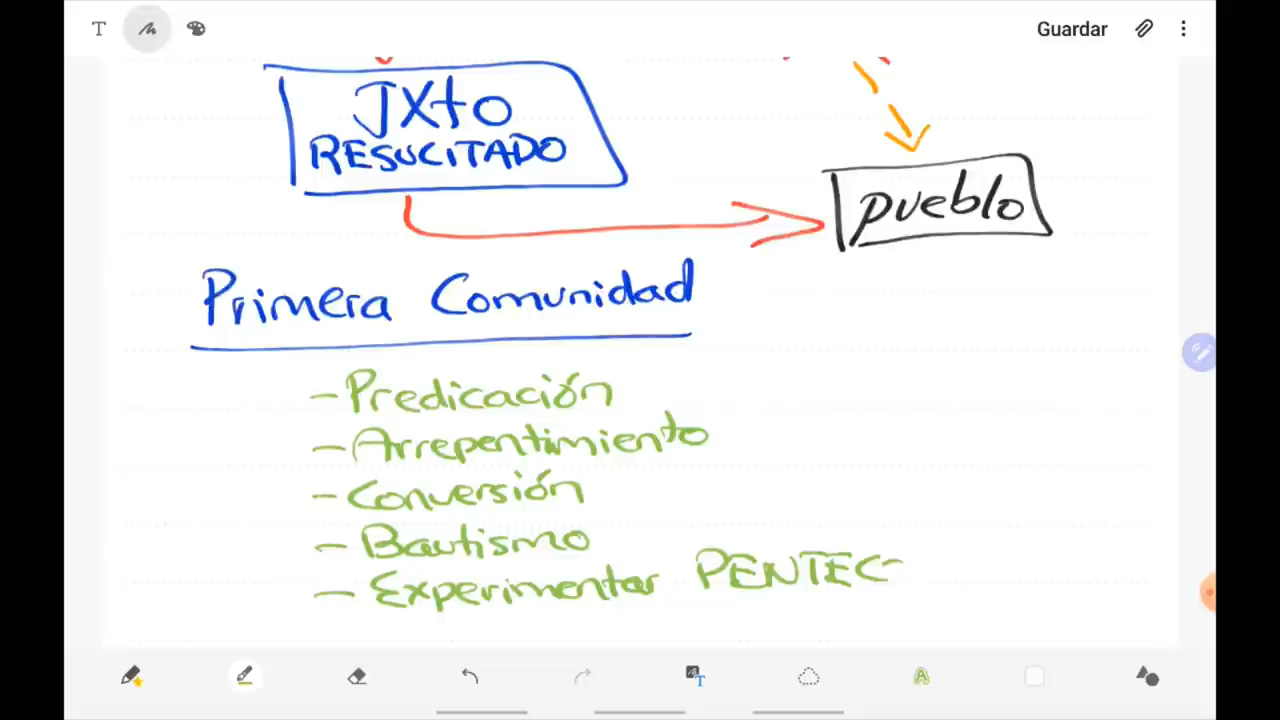 Guardar
JXto
RESUCITADO
pueblo
Primera Comunidad
- Predicación
- Arrepentimiento
- Conversión
- Bautismo
- Experimentar PENTEC